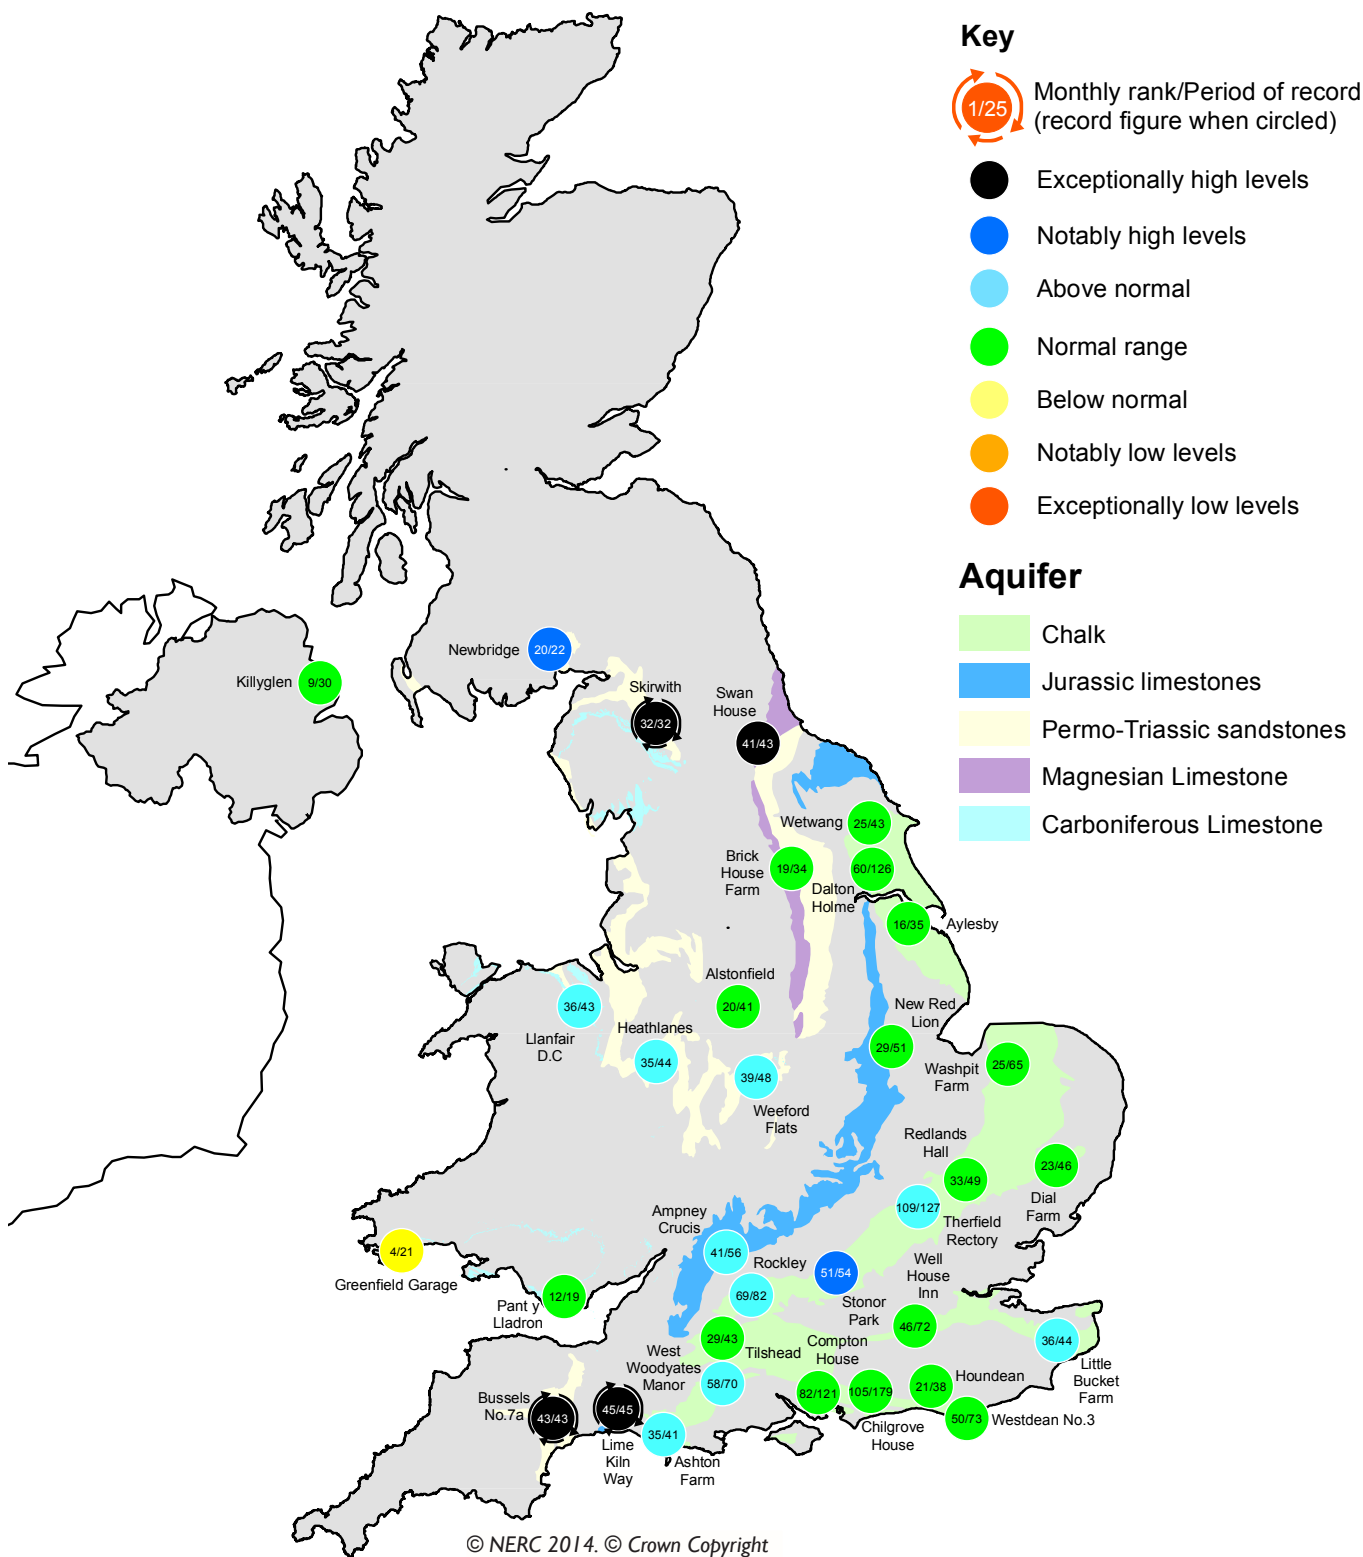 Key
1/25
Monthly rank/Period of record
(record figure when circled)
Exceptionally high levels
Notably high levels
Above normal
Normal range
Below normal
Notably low levels
Exceptionally low levels
Aquifer
Chalk
Jurassic limestones
Permo-Triassic sandstones
Magnesian Limestone
Carboniferous Limestone
Newbridge
20/22
Killyglen
9/30
Skirwith
32/32
Swan
House
41/43
Wetwang
25/43
Brick
House
Farm
19/34
60/126
Dalton
Holme
16/35
Aylesby
Alstonfield
20/41
36/43
Llanfair
D.C
Heathlanes
35/44
39/48
Weeford
Flats
New Red
Lion
29/51
Washpit
Farm
25/65
Redlands
Hall
33/49
23/46
Dial
Farm
109/127
Therfield
Rectory
Ampney
Crucis
41/56
Rockley
69/82
51/54
Stonor
Park
Well
House
Inn
46/72
4/21
Greenfield Garage
12/19
Pant y
Lladron
29/43
Tilshead
West
Woodyates
Manor
58/70
Compton
House
82/121
105/179
Chilgrove
House
21/38
Houndean
36/44
Little
Bucket
Farm
50/73
Westdean No.3
Bussels
No.7a
43/43
45/45
Lime
Kiln
Way
35/41
Ashton
Farm
© NERC 2014. © Crown Copyright